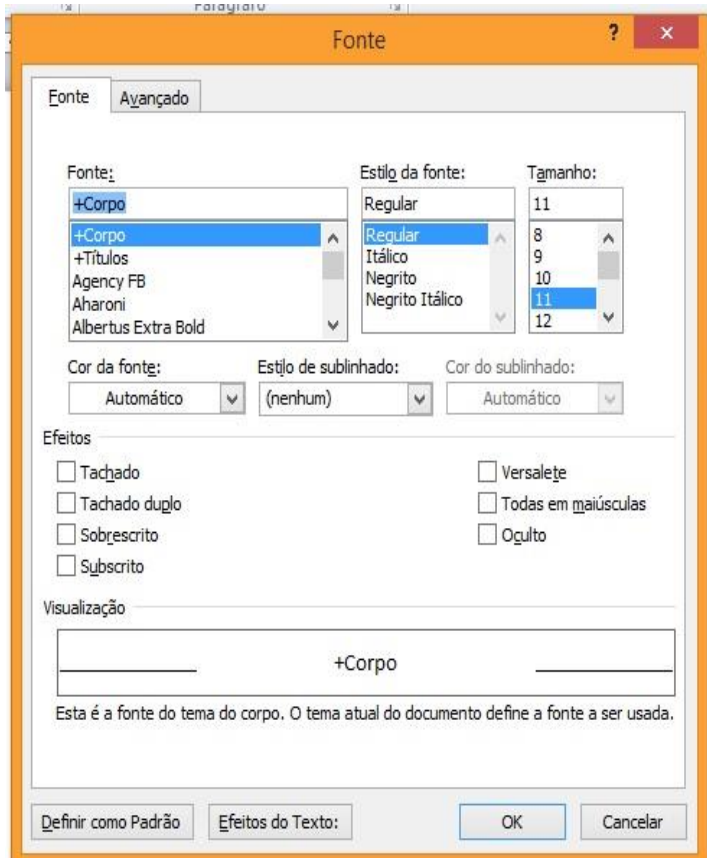 Parágrafo
Fonte ?
Fonte Avançado
Fonte: Estilo da fonte: Tamanho:
+Corpo Regular 11
+Corpo Regular 8
+Títulos Itálico 9
Agency FB Negrito 10
Aharoni Negrito Itálico 11
Albertus Extra Bold 12
Cor da fonte: Estilo de sublinhado: Cor do sublinhado:
Automático (nenhum) Automático
Efeitos
Tachado Versalete
Tachado duplo Todas em maiúsculas
Sobrescrito Oculto
Subscrito
Visualização
+Corpo
Esta é a fonte do tema do corpo. O tema atual do documento define a fonte a ser usada.
Definir como Padrão Efeitos do Texto: OK Cancelar